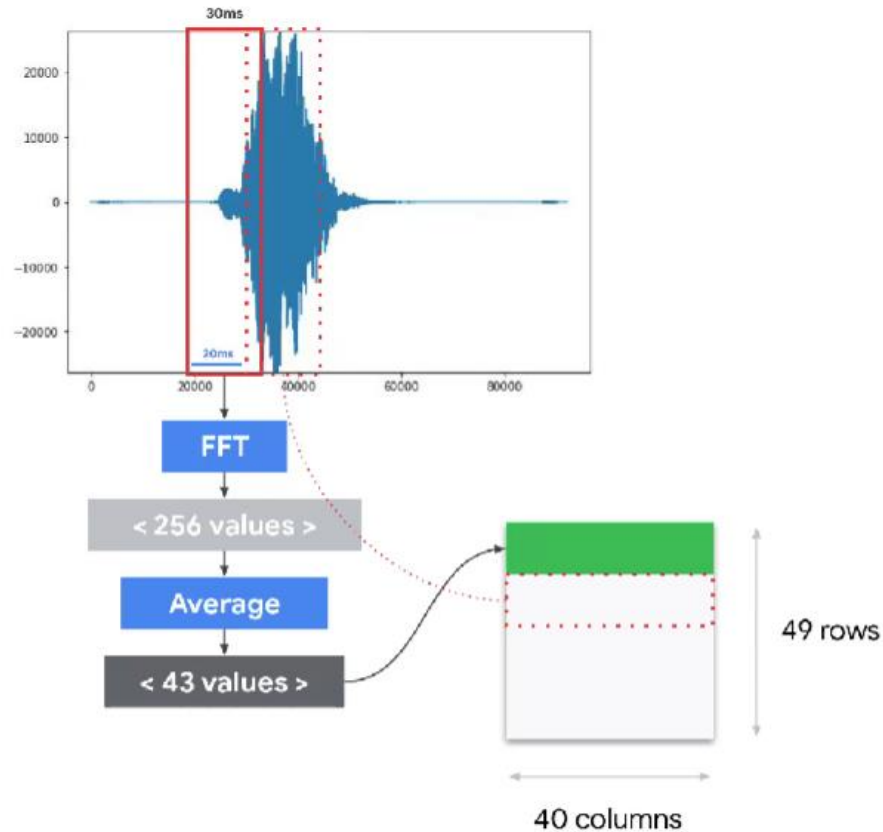 30ms
20000
10000
0
−10000
−20000
20ms
0 20000 40000 60000 80000
FFT
< 256 values >
Average
< 43 values >
49 rows
40 columns